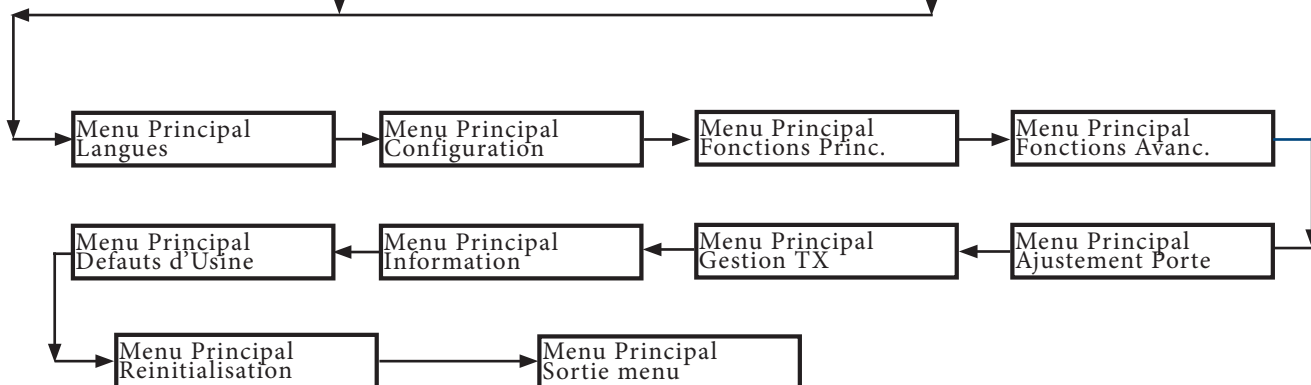 Menu Principal
Langues
Menu Principal
Configuration
Menu Principal
Fonctions Princ.
Menu Principal
Fonctions Avanc.
Menu Principal
Defauts d'Usine
Menu Principal
Information
Menu Principal
Gestion TX
Menu Principal
Ajustement Porte
Menu Principal
Reinitialisation
Menu Principal
Sortie menu